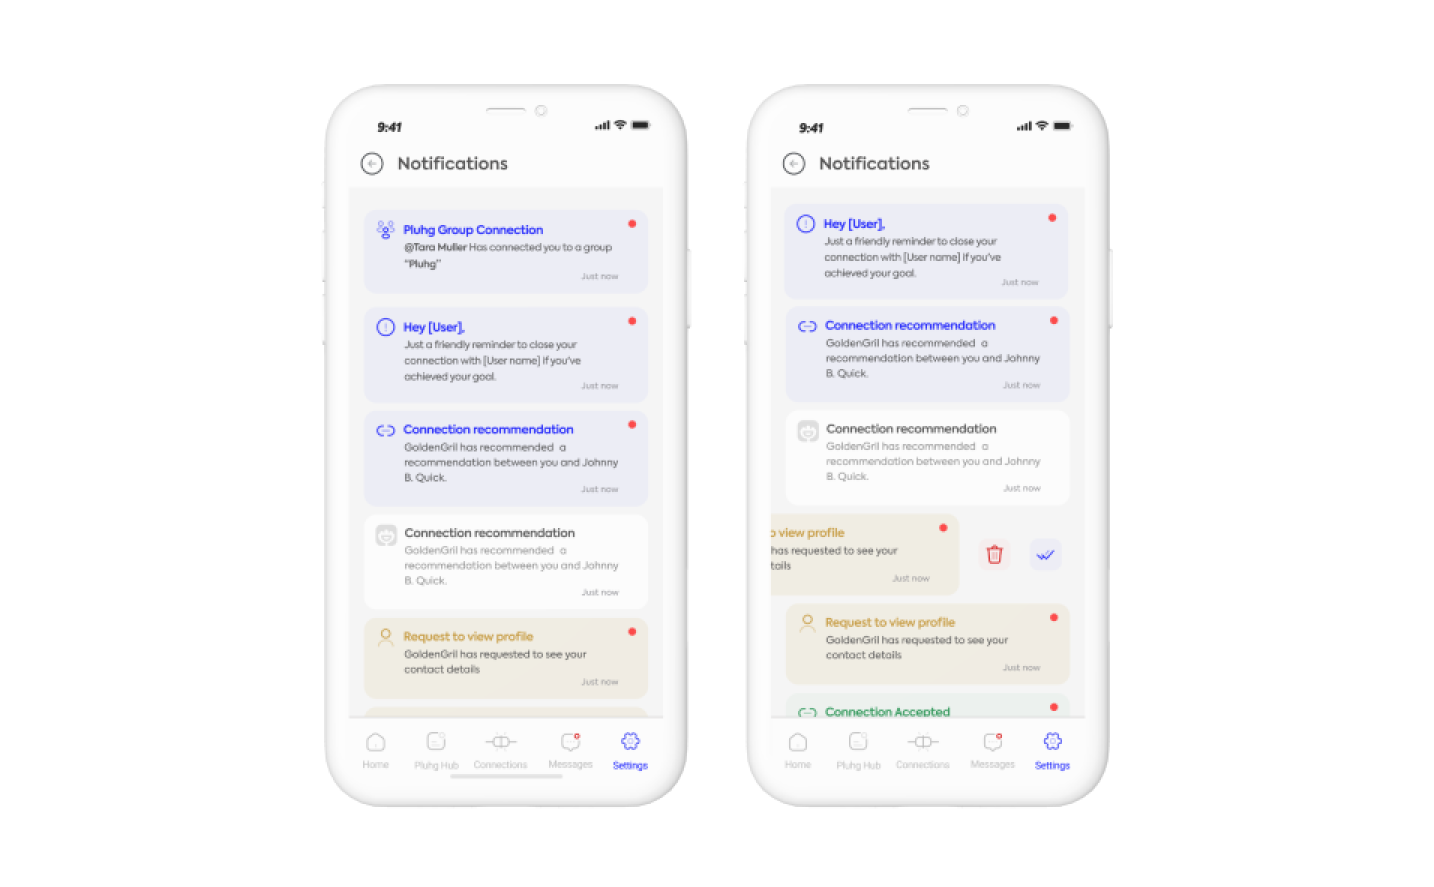 9:41
Notifications
Pluhg Group Connection
@Tara Muller Has connected you to a group
"Pluhg"
Just now
Hey [User],
Just a friendly reminder to close your
connection with [User name] If you've
achieved your goal.
Just now
Connection recommendation
GoldenGril has recommended a
recommendation between you and Johnny
B. Quick.
Just now
Connection recommendation
GoldenGril has recommended a
recommendation between you and Johnny
B. Quick.
Just now
Request to view profile
GoldenGril has requested to see your
contact details
Just now
Home
Pluhg Hub
Connections
Messages
Settings
9:41
Notifications
Hey [User],
Just a friendly reminder to close your
connection with [User name] If you've
achieved your goal.
Just now
Connection recommendation
GoldenGril has recommended a
recommendation between you and Johnny
B. Quick.
Just now
Connection recommendation
GoldenGril has recommended a
recommendation between you and Johnny
B. Quick.
Just now
o view profile
has requested to see your
tails
Just now
Request to view profile
GoldenGril has requested to see your
contact details
Just now
Connection Accepted
Home
Pluhg Hub
Connections
Messages
Settings